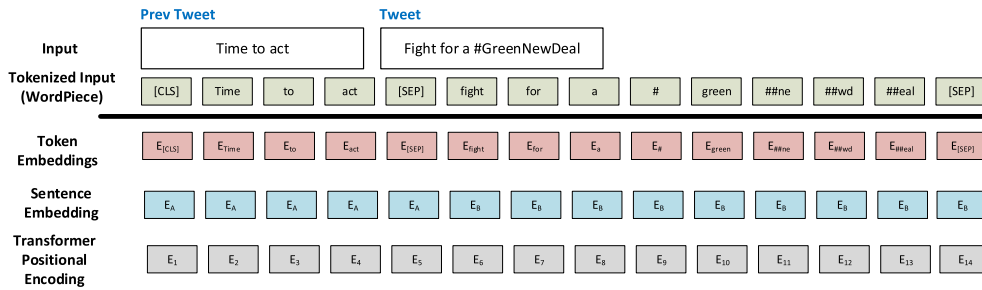 Prev Tweet Tweet
Input Time to act Fight for a #GreenNewDeal
Tokenized Input
(WordPiece)
[CLS] Time to act [SEP] fight for a # green ##ne ##wd ##eal [SEP]
Token
Embeddings
E[CLS] ETime Eto Eact E[SEP] Efight Efor Ea E# Egreen E##ne E##wd E##eal E[SEP]
Sentence
Embedding
EA EA EA EA EA EB EB EB EB EB EB EB EB EB
Transformer
Positional
Encoding
E1 E2 E3 E4 E5 E6 E7 E8 E9 E10 E11 E12 E13 E14